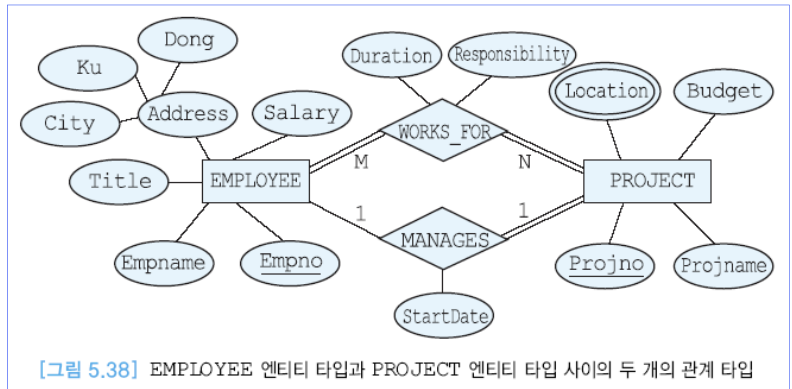 Dong
Ku
City
Address
Salary
Title
EMPLOYEE
Empname
Empno
Duration
Responsibility
WORKS_FOR
M
N
1
1
MANAGES
StartDate
Location
Budget
PROJECT
Projno
Projname
[그림 5.38] EMPLOYEE 엔티티 타입과 PROJECT 엔티티 타입 사이의 두 개의 관계 타입